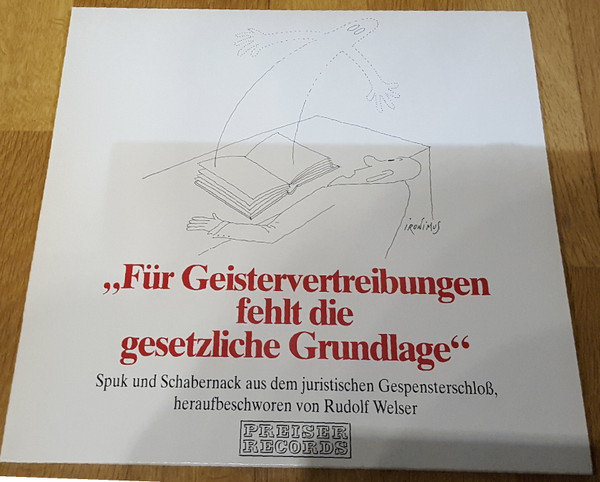 IRONIMUS
„Für Geistervertreibungen
fehlt die
gesetzliche Grundlage“
Spuk und Schabernack aus dem juristischen Gespensterschloß,
heraufbeschworen von Rudolf Welser
PREISER
RECORDS